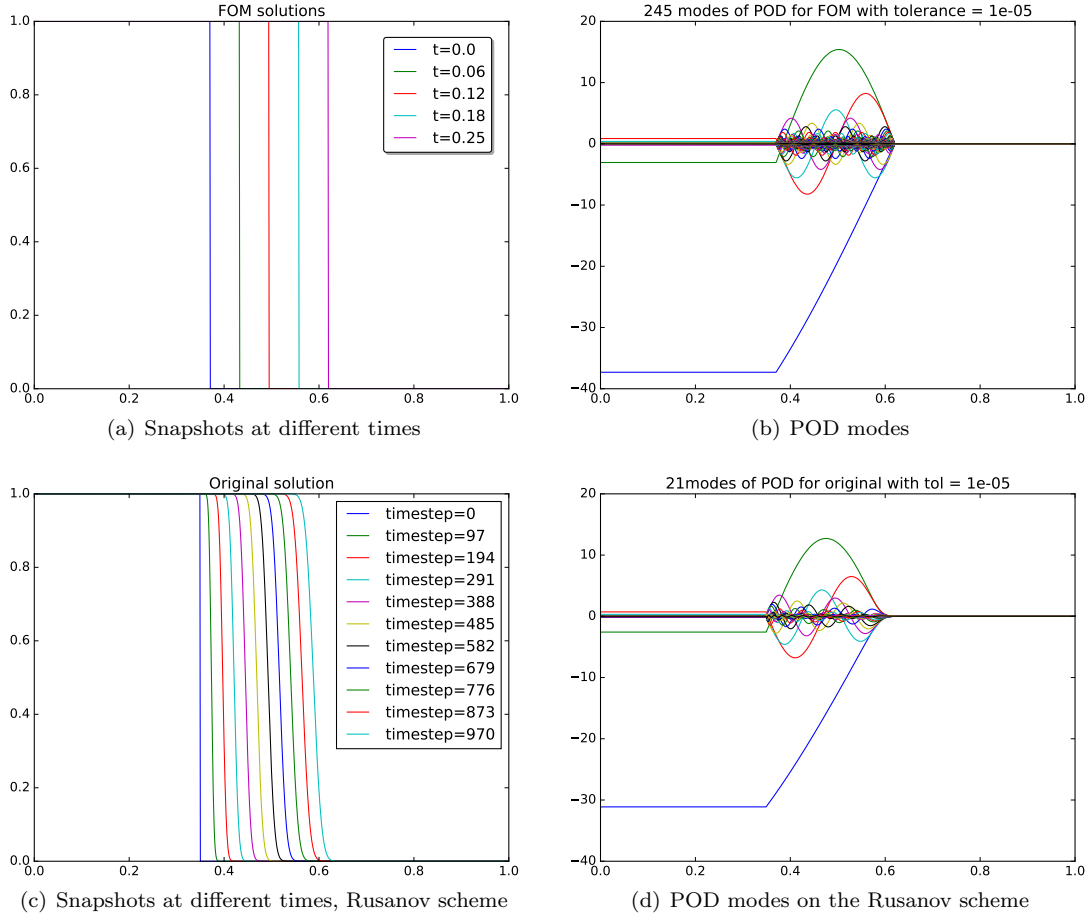 FOM solutions
1.0
0.8
0.6
0.4
0.2
0.0
0.0 0.2 0.4 0.6 0.8 1.0
t=0.0
t=0.06
t=0.12
t=0.18
t=0.25
(a) Snapshots at different times
245 modes of POD for FOM with tolerance = 1e-05
20
10
0
−10
−20
−30
−40
0.0 0.2 0.4 0.6 0.8 1.0
(b) POD modes
Original solution
1.0
0.8
0.6
0.4
0.2
0.0
0.0 0.2 0.4 0.6 0.8 1.0
timestep=0
timestep=97
timestep=194
timestep=291
timestep=388
timestep=485
timestep=582
timestep=679
timestep=776
timestep=873
timestep=970
(c) Snapshots at different times, Rusanov scheme
21modes of POD for original with tol = 1e-05
20
10
0
−10
−20
−30
−40
0.0 0.2 0.4 0.6 0.8 1.0
(d) POD modes on the Rusanov scheme